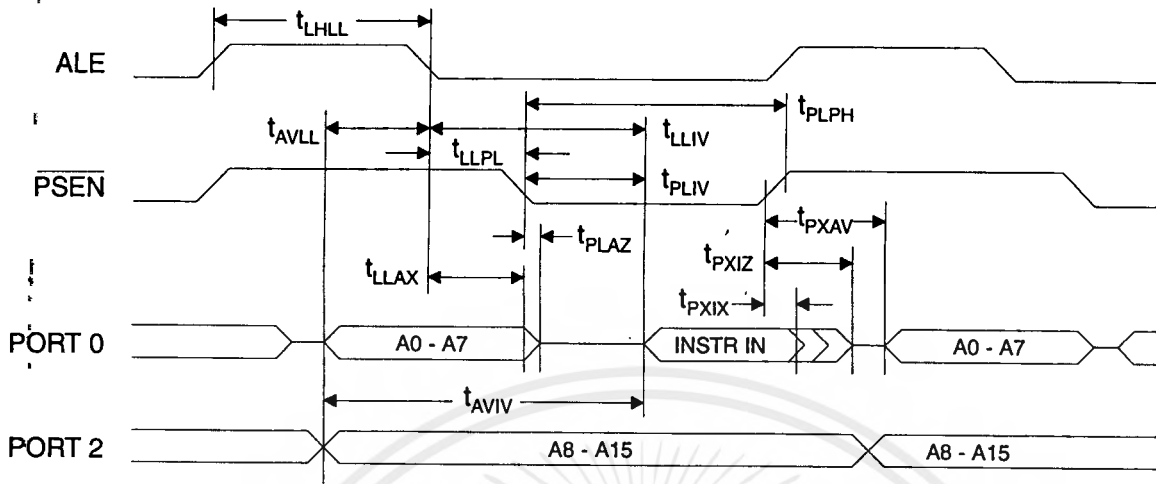 tLHLL
ALE
tPLPH
tAVLL
tLLIV
tLLPL
PSEN
tPLIV
tPXAV
tPLAZ
tPXIZ
tLLAX
tPXIX
PORT 0
A0 - A7
INSTR IN
A0 - A7
tAVIV
PORT 2
A8 - A15
A8 - A15